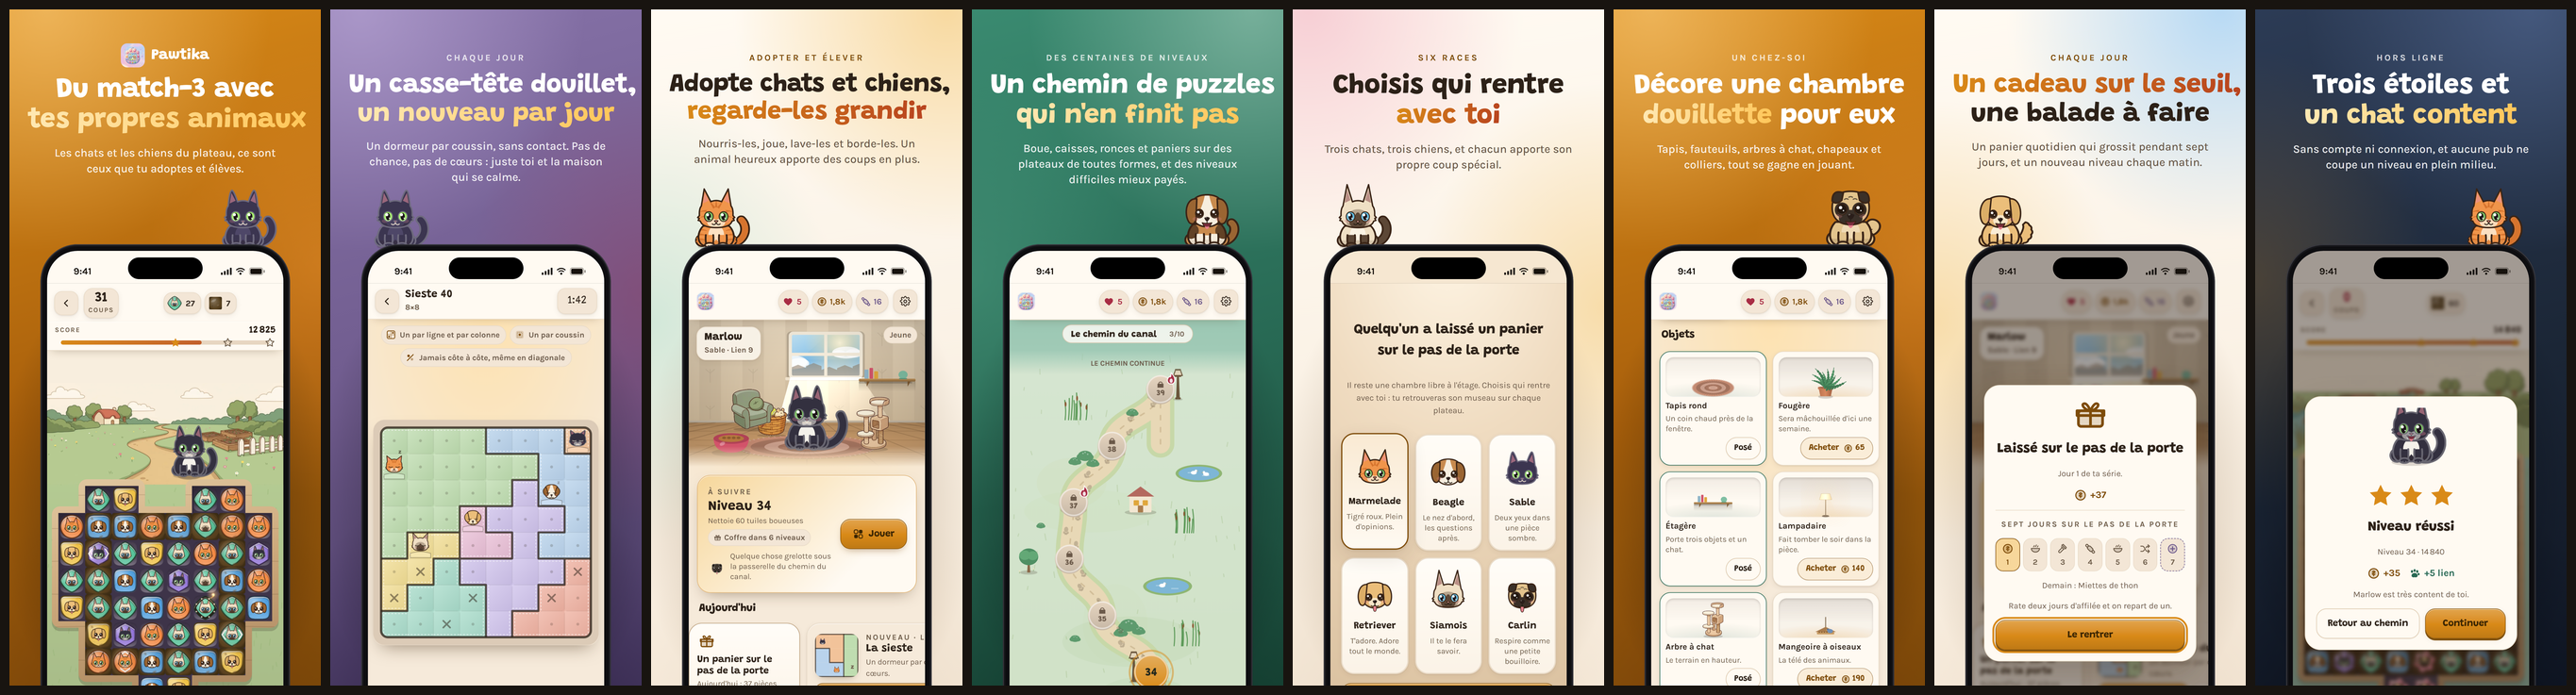 Pawtika
Du match-3 avec
tes propres animaux
Les chats et les chiens du plateau, ce sont
ceux que tu adoptes et élèves.
9:41
31
COUPS
27
7
SCORE
12 825
CHAQUE JOUR
Un casse-tête douillet,
un nouveau par jour
Un dormeur par coussin, sans contact. Pas de
chance, pas de cœurs : juste toi et la maison
qui se calme.
9:41
Sieste 40
8×8
1:42
Un par ligne et par colonne
Un par coussin
Jamais côte à côte, même en diagonale
ADOPTER ET ÉLEVER
Adopte chats et chiens,
regarde-les grandir
Nourris-les, joue, lave-les et borde-les. Un
animal heureux apporte des coups en plus.
9:41
5
1,8k
16
Marlow
Sable · Lien 9
Jeune
À SUIVRE
Niveau 34
Nettoie 60 tuiles boueuses
Coffre dans 6 niveaux
Quelque chose grelotte sous
la passerelle du chemin du
canal.
Jouer
Aujourd'hui
Un panier sur le
pas de la porte
Aujourd'hui : 37 pièces
NOUVEAU · L
La sieste
Un dormeur par
cœurs.
DES CENTAINES DE NIVEAUX
Un chemin de puzzles
qui n'en finit pas
Boue, caisses, ronces et paniers sur des
plateaux de toutes formes, et des niveaux
difficiles mieux payés.
9:41
5
1,8k
16
Le chemin du canal
3/10
LE CHEMIN CONTINUE
39
38
37
36
35
34
SIX RACES
Choisis qui rentre
avec toi
Trois chats, trois chiens, et chacun apporte son
propre coup spécial.
9:41
Quelqu'un a laissé un panier
sur le pas de la porte
Il reste une chambre libre à l'étage. Choisis qui rentre
avec toi : tu retrouveras son museau sur chaque
plateau.
Marmelade
Tigré roux. Plein
d'opinions.
Beagle
Le nez d'abord,
les questions
après.
Sable
Deux yeux dans
une pièce
sombre.
Retriever
T'adore. Adore
tout le monde.
Siamois
Il te le fera
savoir.
Carlin
Respire comme
une petite
bouilloire.
UN CHEZ-SOI
Décore une chambre
douillette pour eux
Tapis, fauteuils, arbres à chat, chapeaux et
colliers, tout se gagne en jouant.
9:41
5
1,8k
16
Objets
Tapis rond
Un coin chaud près de la
fenêtre.
Posé
Fougère
Sera mâchouillée d'ici une
semaine.
Acheter 65
Étagère
Porte trois objets et un
chat.
Posé
Lampadaire
Fait tomber le soir dans la
pièce.
Acheter 140
Arbre à chat
Le terrain en hauteur.
Posé
Mangeoire à oiseaux
La télé des animaux.
Acheter 190
CHAQUE JOUR
Un cadeau sur le seuil,
une balade à faire
Un panier quotidien qui grossit pendant sept
jours, et un nouveau niveau chaque matin.
9:41
Marlow
Sable · Lien 9
Laissé sur le pas de la porte
Jour 1 de ta série.
+37
SEPT JOURS SUR LE PAS DE LA PORTE
1
2
3
4
5
6
7
Demain : Miettes de thon
Rate deux jours d'affilée et on repart de un.
Le rentrer
HORS LIGNE
Trois étoiles et
un chat content
Sans compte ni connexion, et aucune pub ne
coupe un niveau en plein milieu.
9:41
SCORE
14 840
Niveau réussi
Niveau 34 · 14 840
+35
+5 lien
Marlow est très content de toi.
Retour au chemin
Continuer